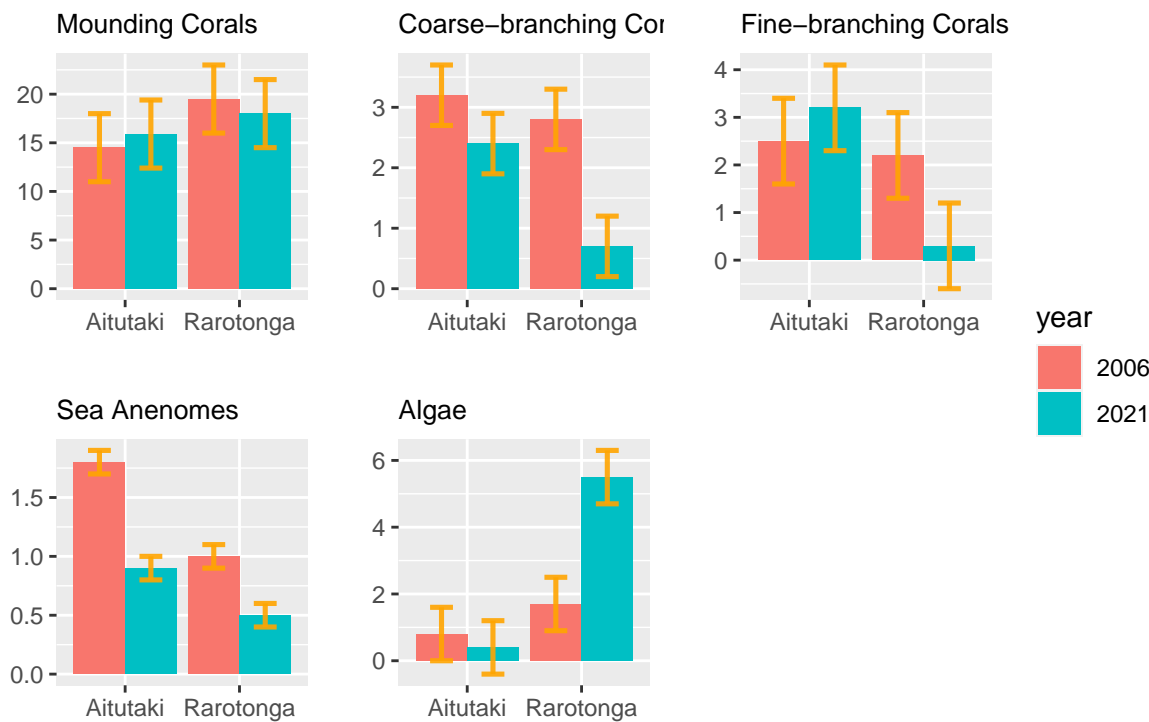 Mounding Corals
Coarse−branching Cor
Fine−branching Corals
20
15
10
5
0
Aitutaki Rarotonga
3
2
1
0
Aitutaki Rarotonga
4
3
2
1
0
Aitutaki Rarotonga
year
2006
2021
Sea Anenomes
Algae
1.5
1.0
0.5
0.0
Aitutaki Rarotonga
6
4
2
0
Aitutaki Rarotonga